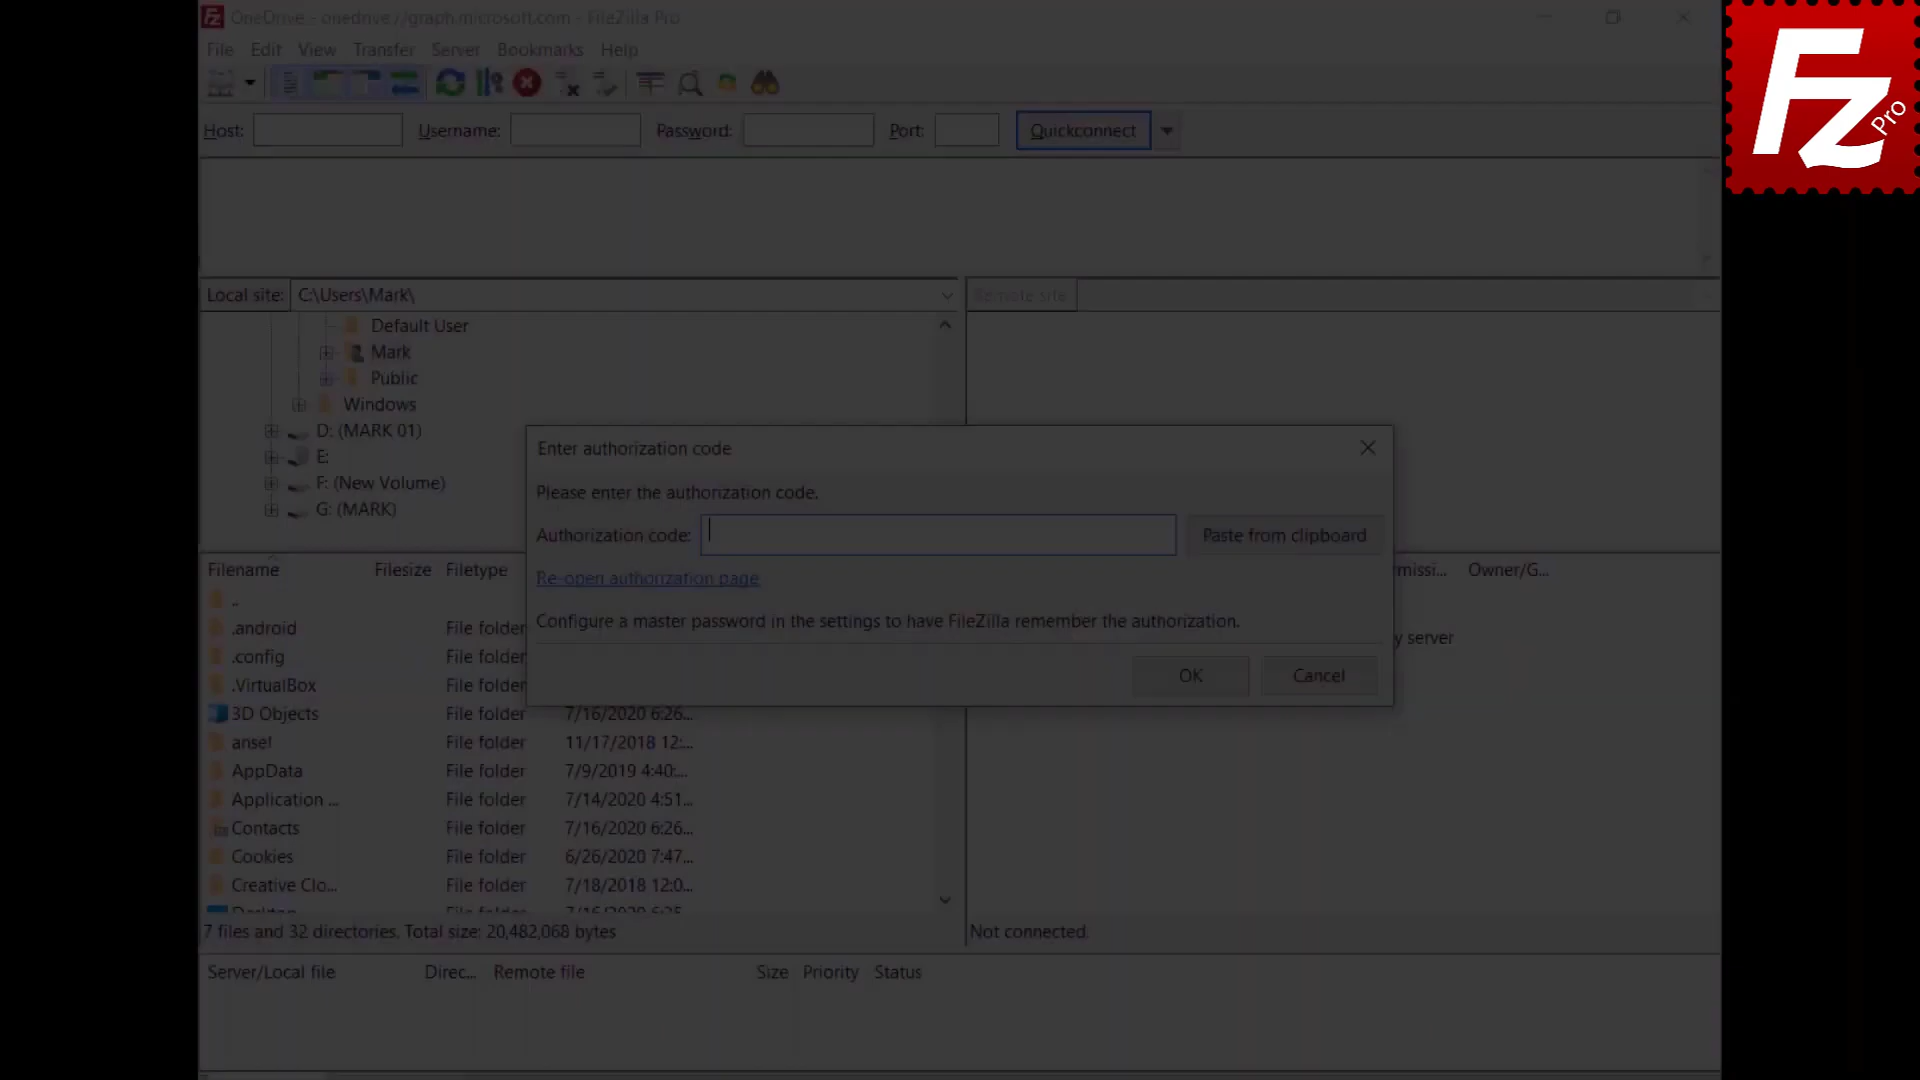 OneDrive - onedrive://graph.microsoft.com - FileZilla Pro
File Edit View Transfer Server Bookmarks Help
Host: Username: Password: Port: Quickconnect
Local site: C:\Users\Mark\ Remote site:
Default User
Mark
Public
Windows
D: (MARK 01)
E:
F: (New Volume)
G: (MARK)
Enter authorization code
Please enter the authorization code.
Authorization code: Paste from clipboard
Re-open authorization page
Configure a master password in the settings to have FileZilla remember the authorization.
OK Cancel
Filename Filesize Filetype missi... Owner/G...
..
.android File folder
.config File folder y server
.VirtualBox File folder
3D Objects File folder 7/16/2020 6:26...
ansel File folder 11/17/2018 12:...
AppData File folder 7/9/2019 4:40:...
Application ... File folder 7/14/2020 4:51...
Contacts File folder 7/16/2020 6:26...
Cookies File folder 6/26/2020 7:47...
Creative Clo... File folder 7/18/2018 12:0...
Desktop File folder 7/16/2020 6:25
7 files and 32 directories. Total size: 20,482,068 bytes Not connected.
Server/Local file Direc... Remote file Size Priority Status
Fz Pro